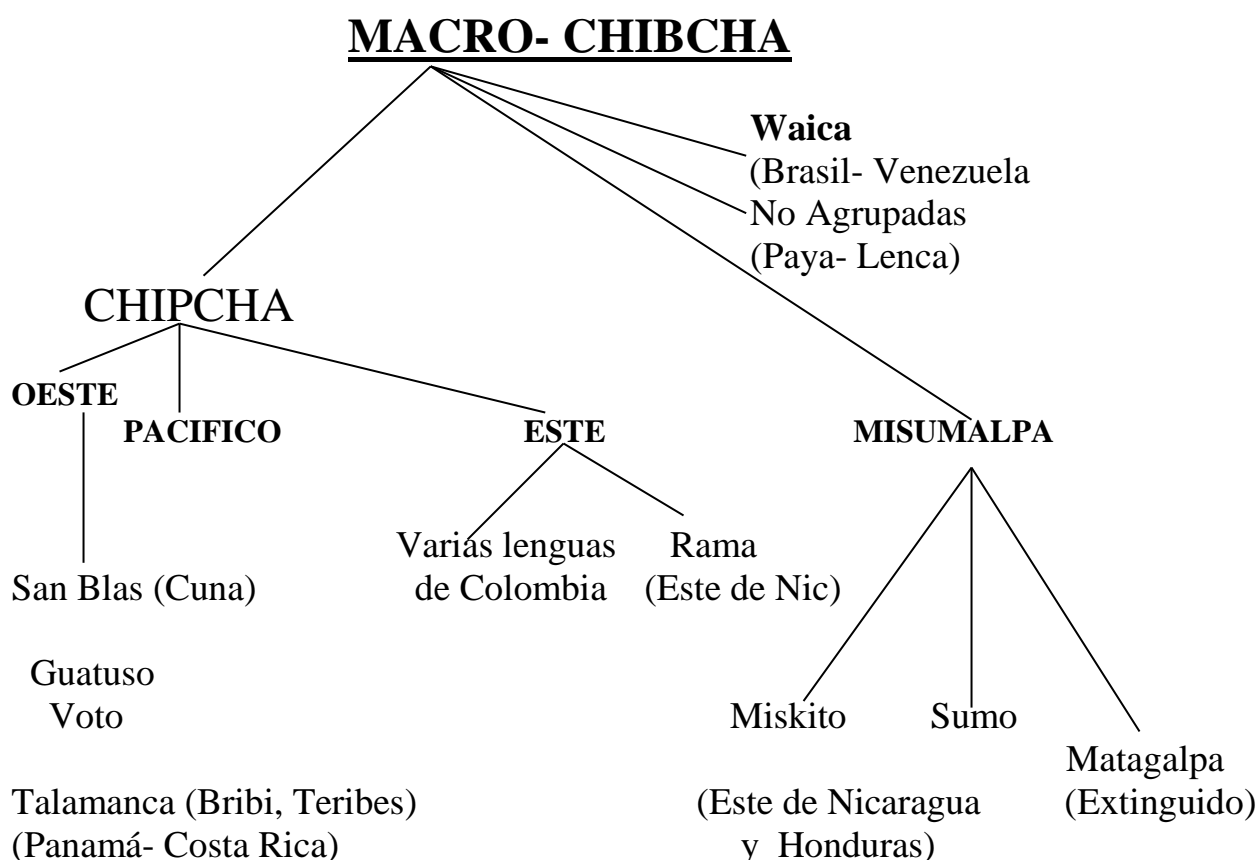 MACRO- CHIBCHA
Waica
(Brasil- Venezuela
No Agrupadas
(Paya- Lenca)
CHIPCHA
OESTE
PACIFICO
ESTE
MISUMALPA
Varias lenguas
de Colombia
Rama
(Este de Nic)
San Blas (Cuna)
Guatuso
Voto
Talamanca (Bribi, Teribes)
(Panamá- Costa Rica)
Miskito
Sumo
(Este de Nicaragua
y Honduras)
Matagalpa
(Extinguido)